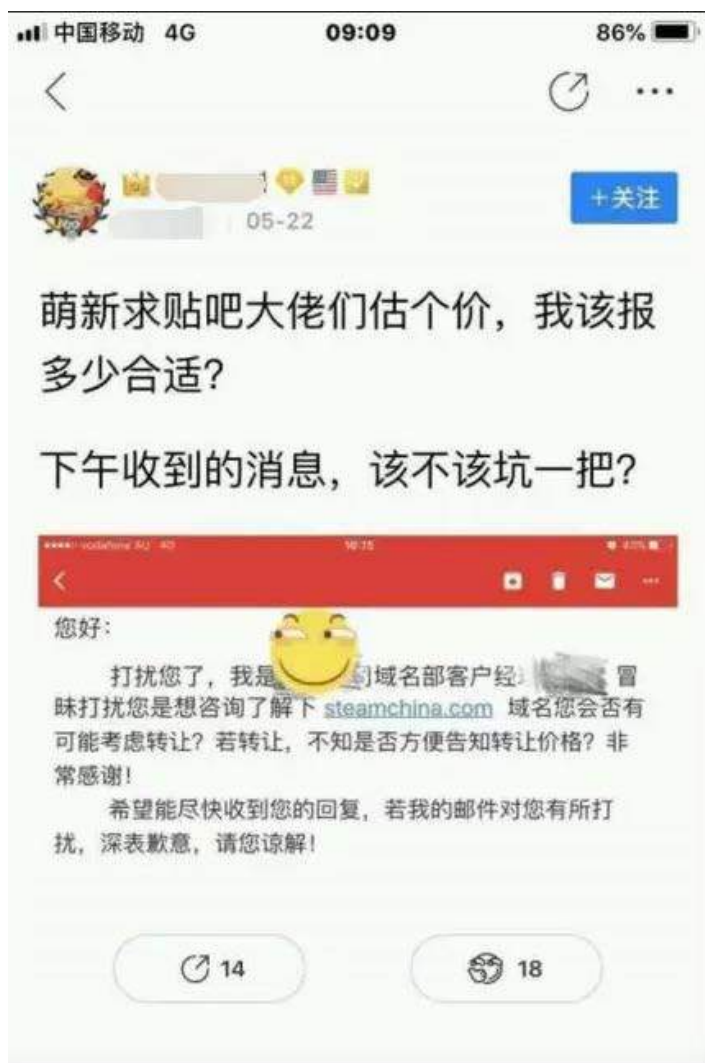 中国移动 4G 09:09 86%
05-22
+关注
萌新求贴吧大佬们估个价，我该报
多少合适？
下午收到的消息，该不该坑一把？
vodafone AU 4G
您好：
打扰您了，我是 域名部客户经 冒
昧打扰您是想咨询了解下 steamchina.com 域名您会否有
可能考虑转让？若转让，不知是否方便告知转让价格？非
常感谢！
希望能尽快收到您的回复，若我的邮件对您有所打
扰，深表歉意，请您谅解！
14 18